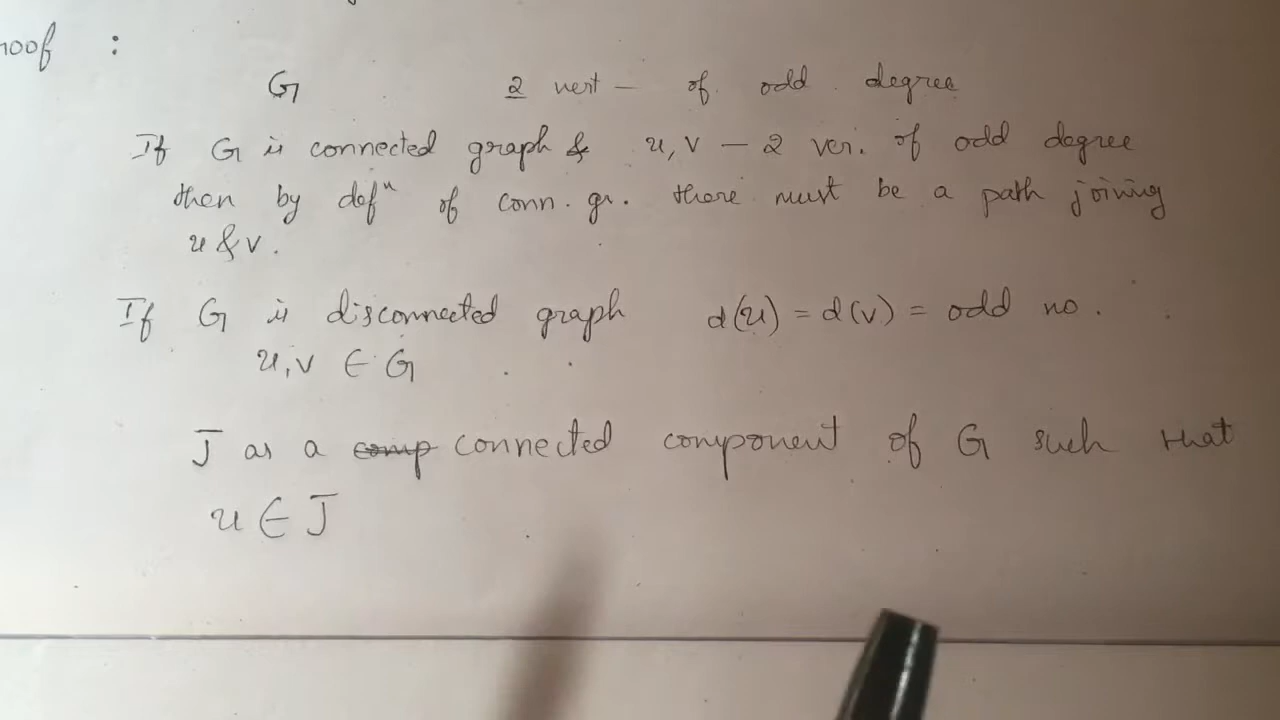 roof :
G 2 vert – of odd degree
If G is connected graph & u, v – 2 ver. of odd degree
then by defⁿ of conn. gr. there must be a path joining
u & v.
If G is disconnected graph d(u) = d(v) = odd no.
u, v ∈ G
J as a comp connected component of G such that
u ∈ J